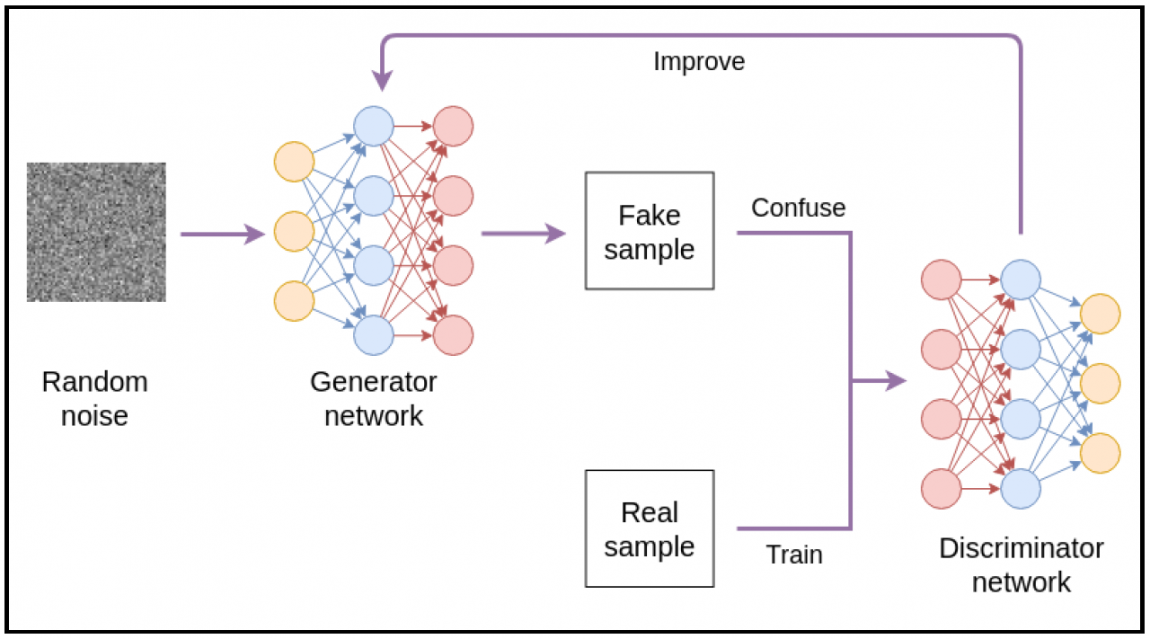 Improve
Random
noise
Generator
network
Fake
sample
Confuse
Real
sample
Train
Discriminator
network